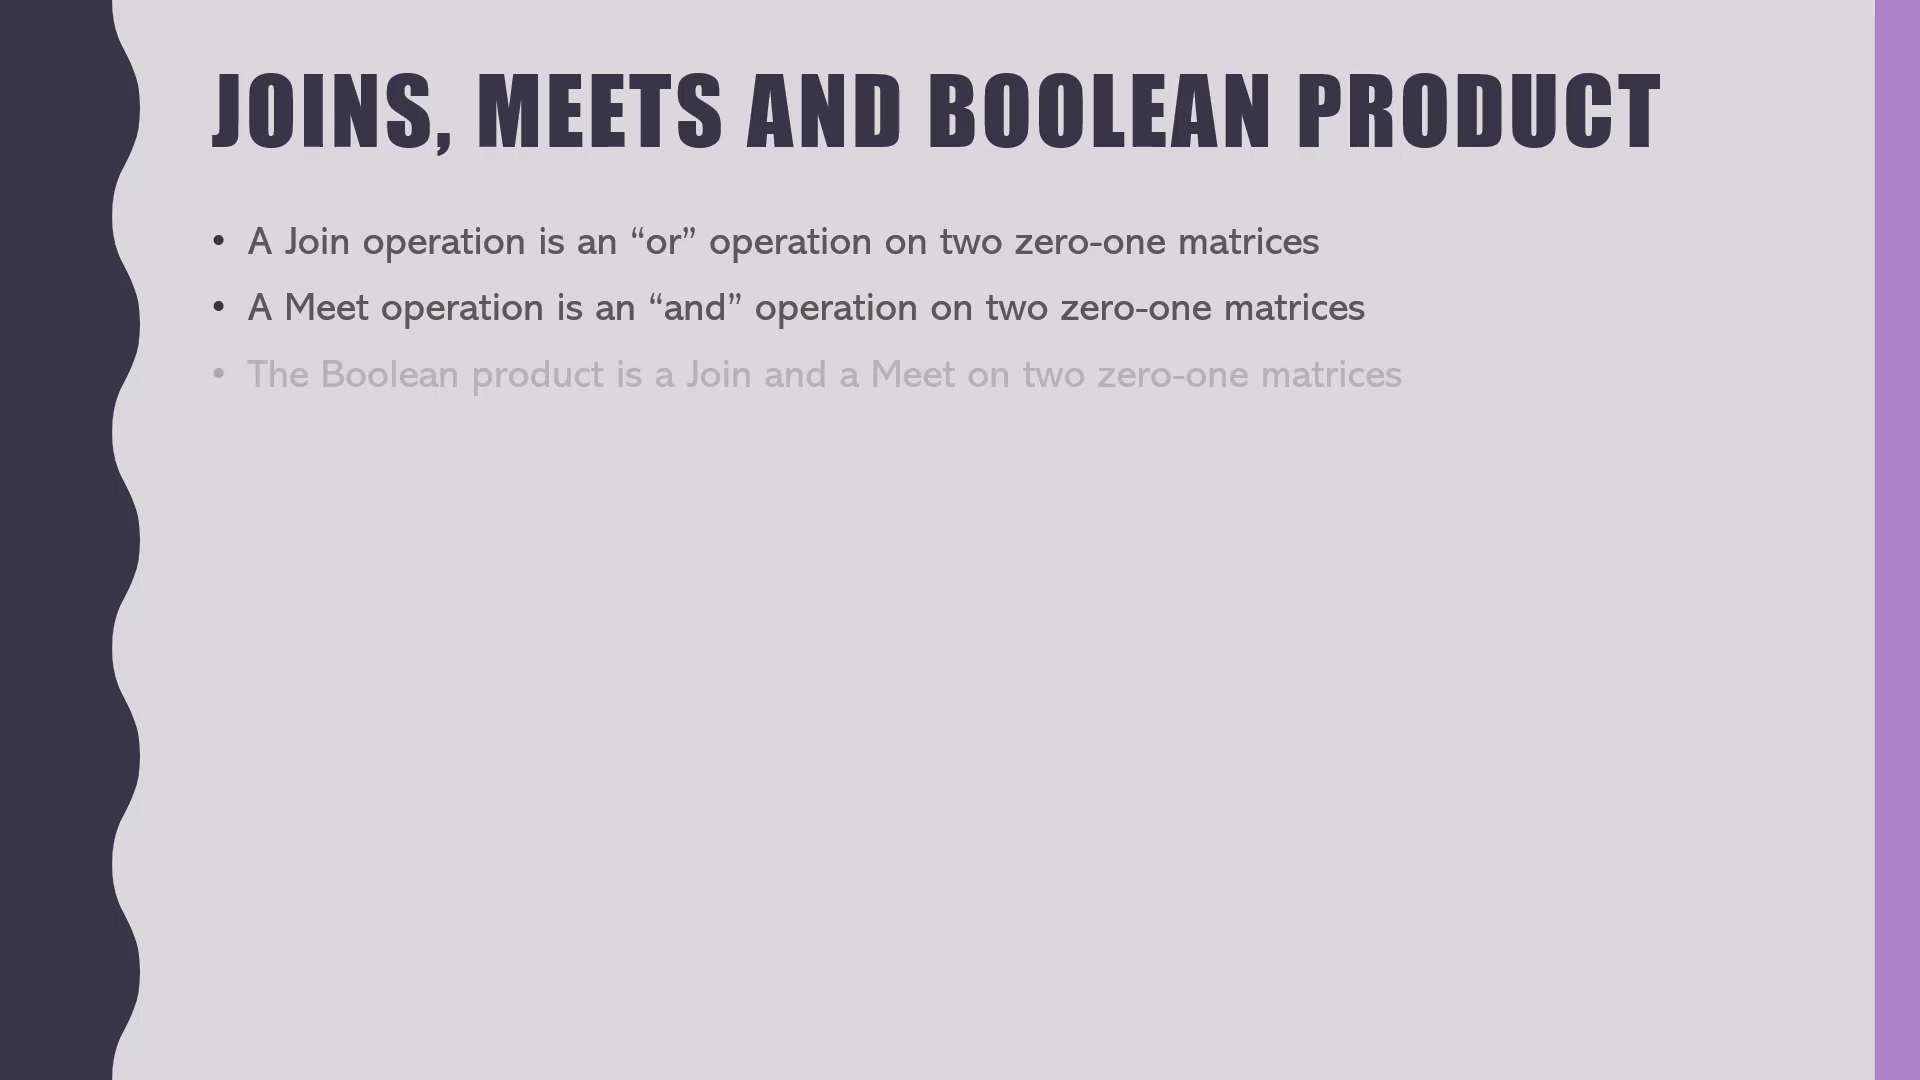 JOINS, MEETS AND BOOLEAN PRODUCT
• A Join operation is an “or” operation on two zero-one matrices
• A Meet operation is an “and” operation on two zero-one matrices
• The Boolean product is a Join and a Meet on two zero-one matrices